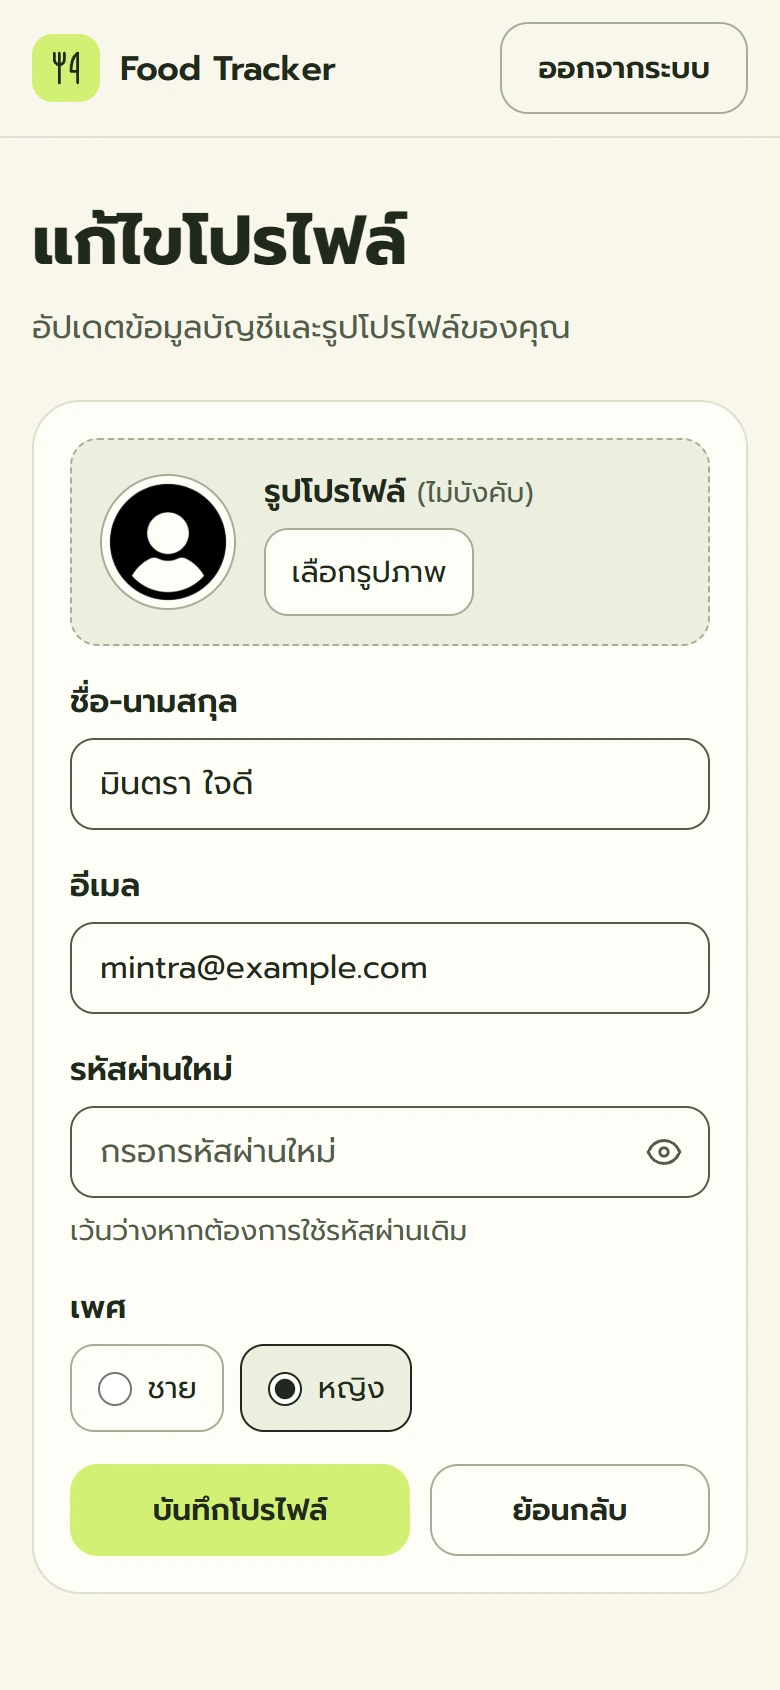 Food Tracker
ออกจากระบบ
แก้ไขโปรไฟล์
อัปเดตข้อมูลบัญชีและรูปโปรไฟล์ของคุณ
รูปโปรไฟล์ (ไม่บังคับ)
เลือกรูปภาพ
ชื่อ-นามสกุล
มินตรา ใจดี
อีเมล
mintra@example.com
รหัสผ่านใหม่
กรอกรหัสผ่านใหม่
เว้นว่างหากต้องการใช้รหัสผ่านเดิม
เพศ
ชาย
หญิง
บันทึกโปรไฟล์
ย้อนกลับ